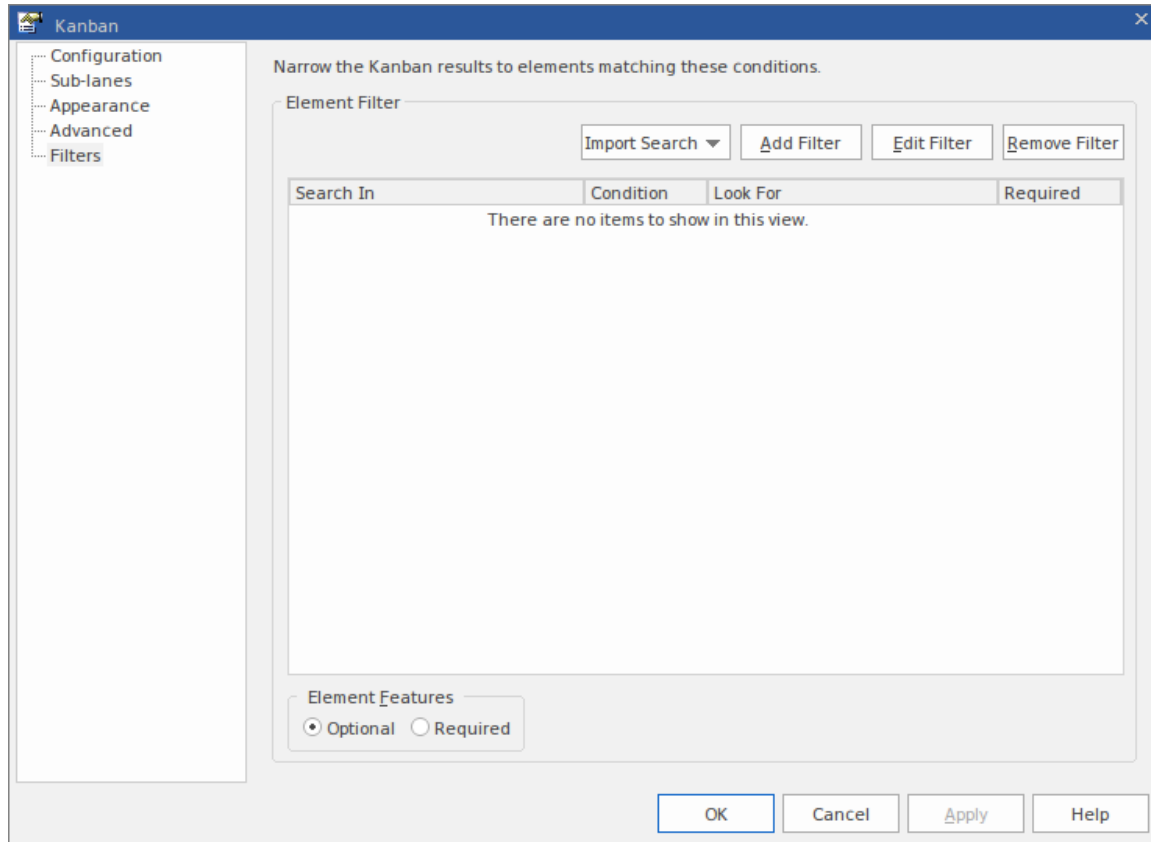 Kanban
Configuration
Sub-lanes
Appearance
Advanced
Filters
Narrow the Kanban results to elements matching these conditions.
Element Filter
Import Search Add Filter Edit Filter Remove Filter
Search In Condition Look For Required
There are no items to show in this view.
Element Features
Optional Required
OK Cancel Apply Help